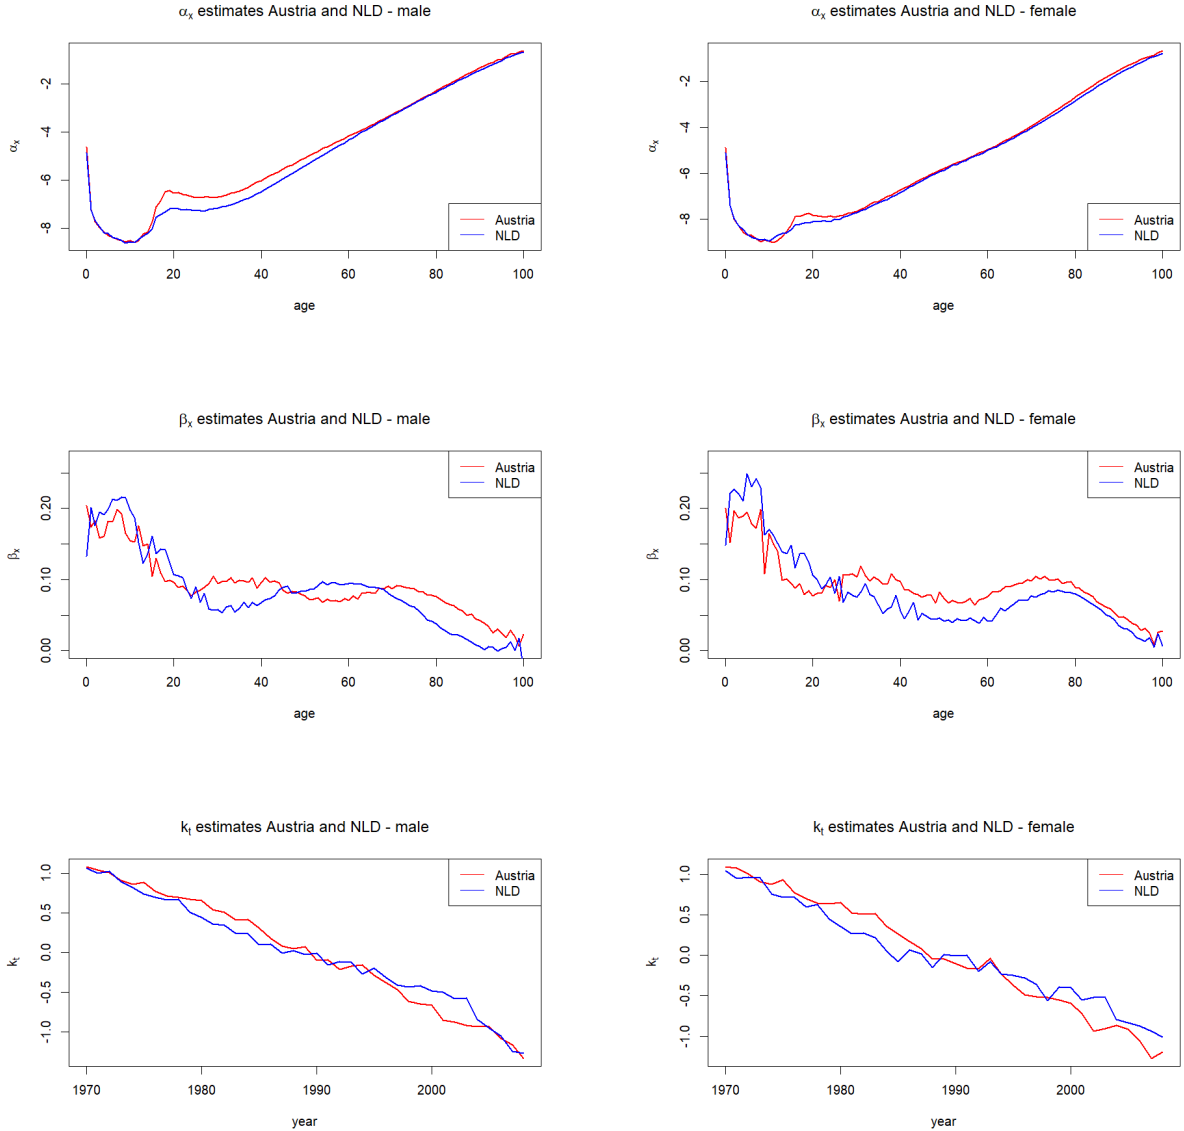 αx estimates Austria and NLD - male
αx
-2
-4
-6
-8
0 20 40 60 80 100
age
Austria
NLD
αx estimates Austria and NLD - female
αx
-2
-4
-6
-8
0 20 40 60 80 100
age
Austria
NLD
βx estimates Austria and NLD - male
βx
0.20
0.10
0.00
0 20 40 60 80 100
age
Austria
NLD
βx estimates Austria and NLD - female
βx
0.20
0.10
0.00
0 20 40 60 80 100
age
Austria
NLD
kt estimates Austria and NLD - male
kt
1.0
0.5
0.0
-0.5
-1.0
1970 1980 1990 2000
year
Austria
NLD
kt estimates Austria and NLD - female
kt
1.0
0.5
0.0
-0.5
-1.0
1970 1980 1990 2000
year
Austria
NLD